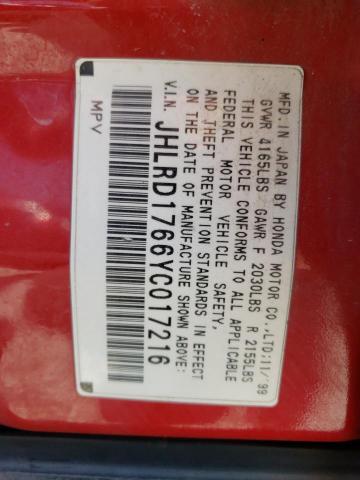 MFD.IN JAPAN BY HONDA MOTOR CO.,LTD;11/'99
GVWR 4165LBS GAWR F 2030LBS R 2155LBS
THIS VEHICLE CONFORMS TO ALL APPLICABLE
FEDERAL MOTOR VEHICLE SAFETY,
AND THEFT PREVENTION STANDARDS IN EFFECT
ON THE DATE OF MANUFACTURE SHOWN ABOVE:
V.I.N. JHLRD1766YC017216
MPV